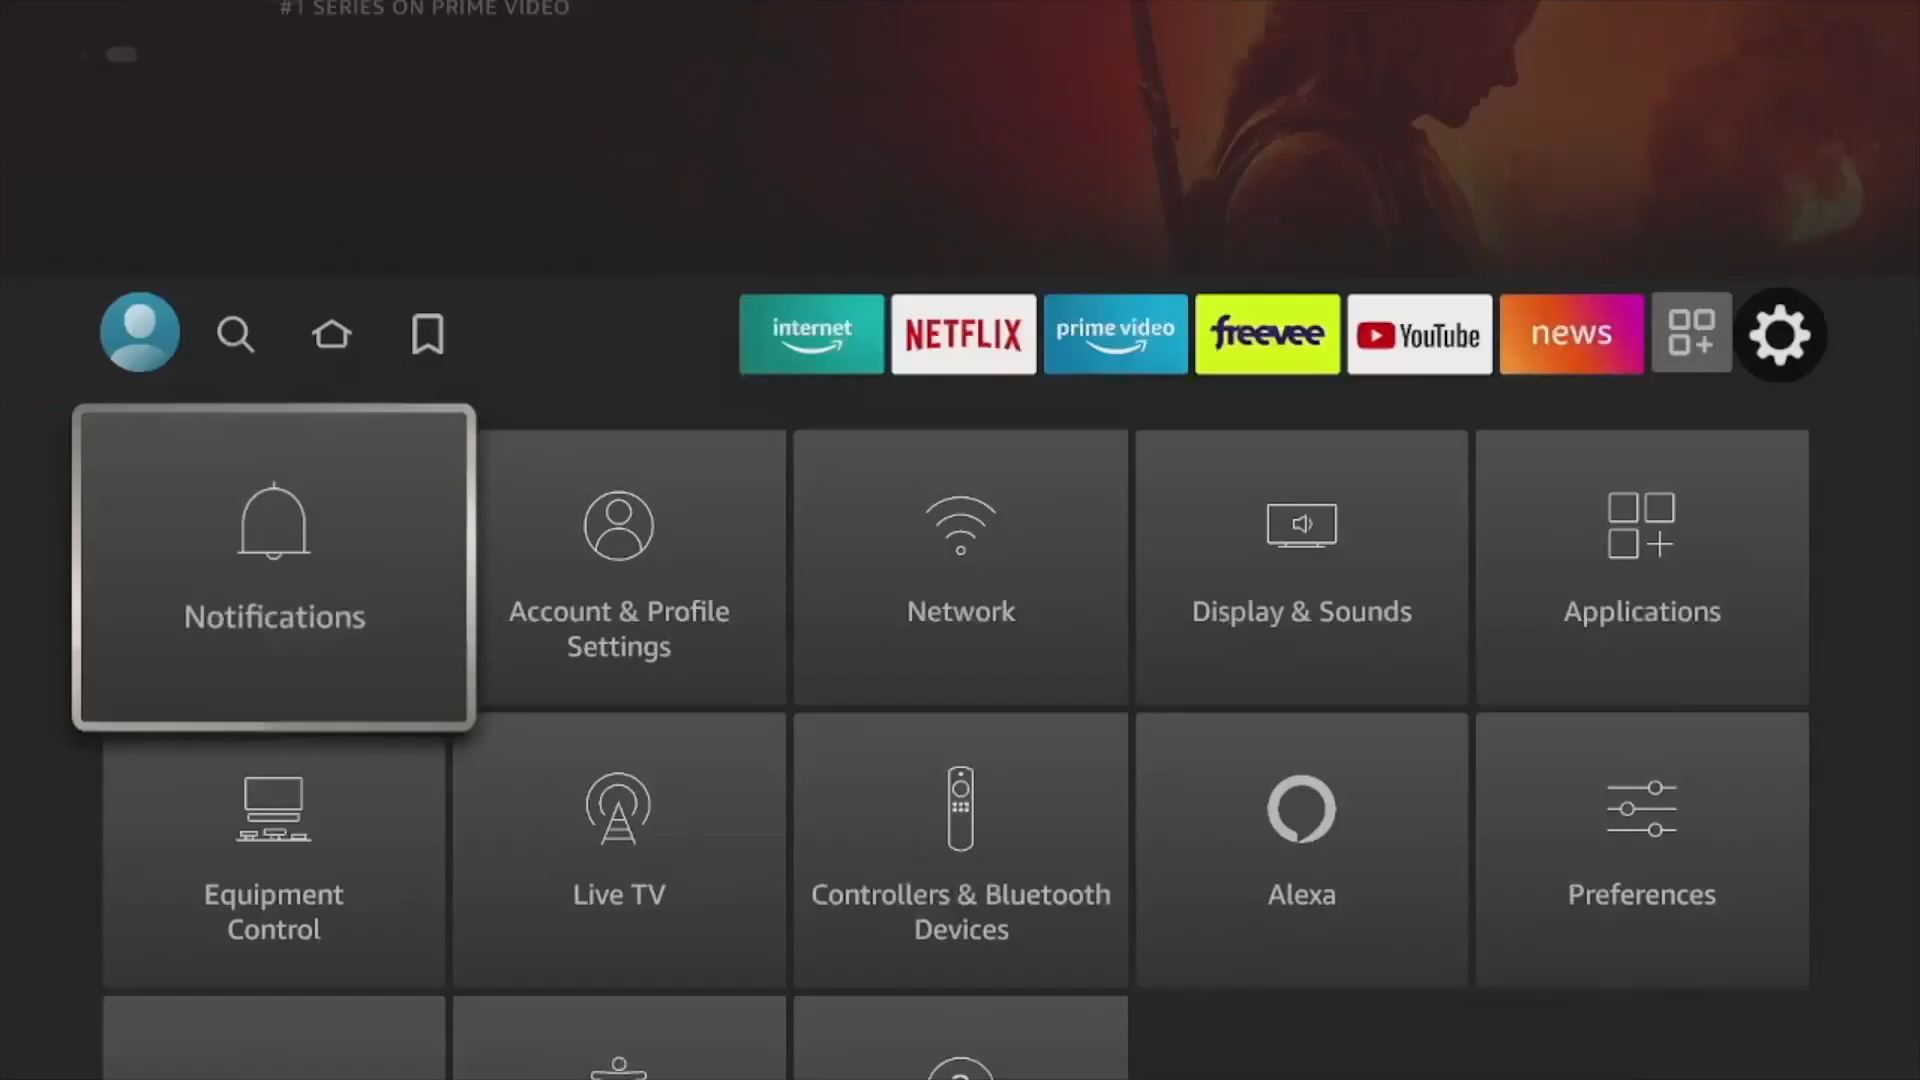 #1 SERIES ON PRIME VIDEO
internet
NETFLIX
prime video
freevee
YouTube
news
Notifications
Account & Profile
Settings
Network
Display & Sounds
Applications
Equipment
Control
Live TV
Controllers & Bluetooth
Devices
Alexa
Preferences